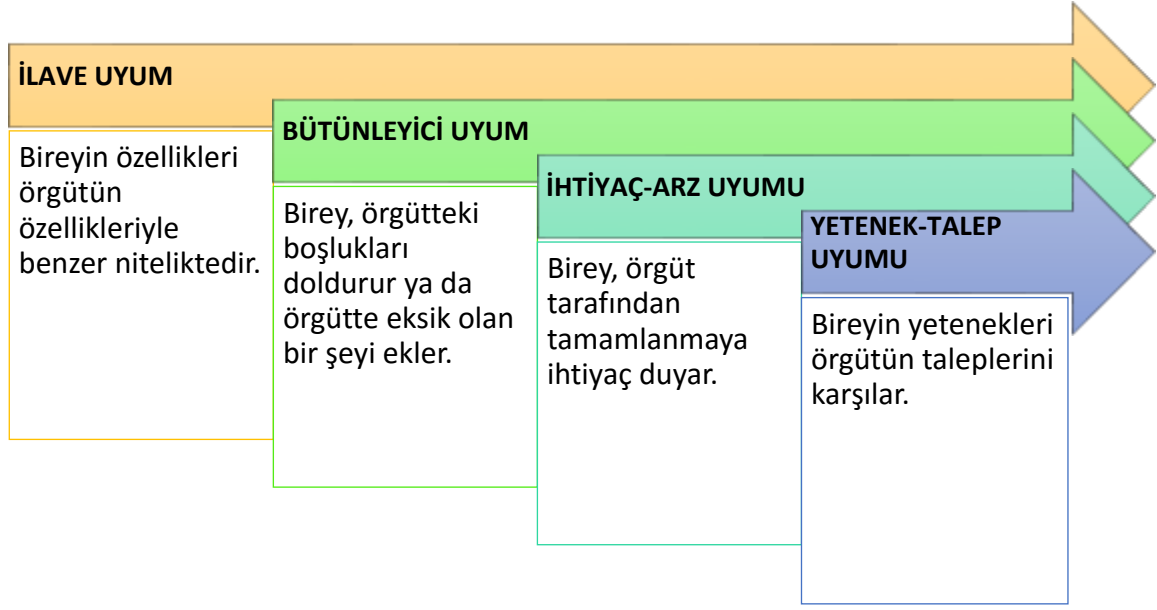 İLAVE UYUM
Bireyin özellikleri
örgütün
özellikleriyle
benzer niteliktedir.
BÜTÜNLEYİCİ UYUM
Birey, örgütteki
boşlukları
doldurur ya da
örgütte eksik olan
bir şeyi ekler.
İHTİYAÇ-ARZ UYUMU
Birey, örgüt
tarafından
tamamlanmaya
ihtiyaç duyar.
YETENEK-TALEP
UYUMU
Bireyin yetenekleri
örgütün taleplerini
karşılar.